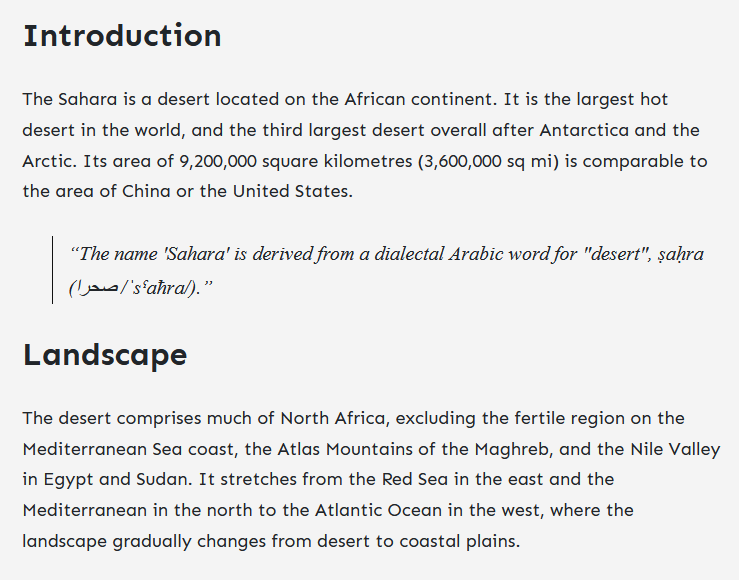 Introduction
The Sahara is a desert located on the African continent. It is the largest hot
desert in the world, and the third largest desert overall after Antarctica and the
Arctic. Its area of 9,200,000 square kilometres (3,600,000 sq mi) is comparable to
the area of China or the United States.
“The name 'Sahara' is derived from a dialectal Arabic word for "desert", ṣaḥra
(صحرا/ˈsˤaħra/).”
Landscape
The desert comprises much of North Africa, excluding the fertile region on the
Mediterranean Sea coast, the Atlas Mountains of the Maghreb, and the Nile Valley
in Egypt and Sudan. It stretches from the Red Sea in the east and the
Mediterranean in the north to the Atlantic Ocean in the west, where the
landscape gradually changes from desert to coastal plains.